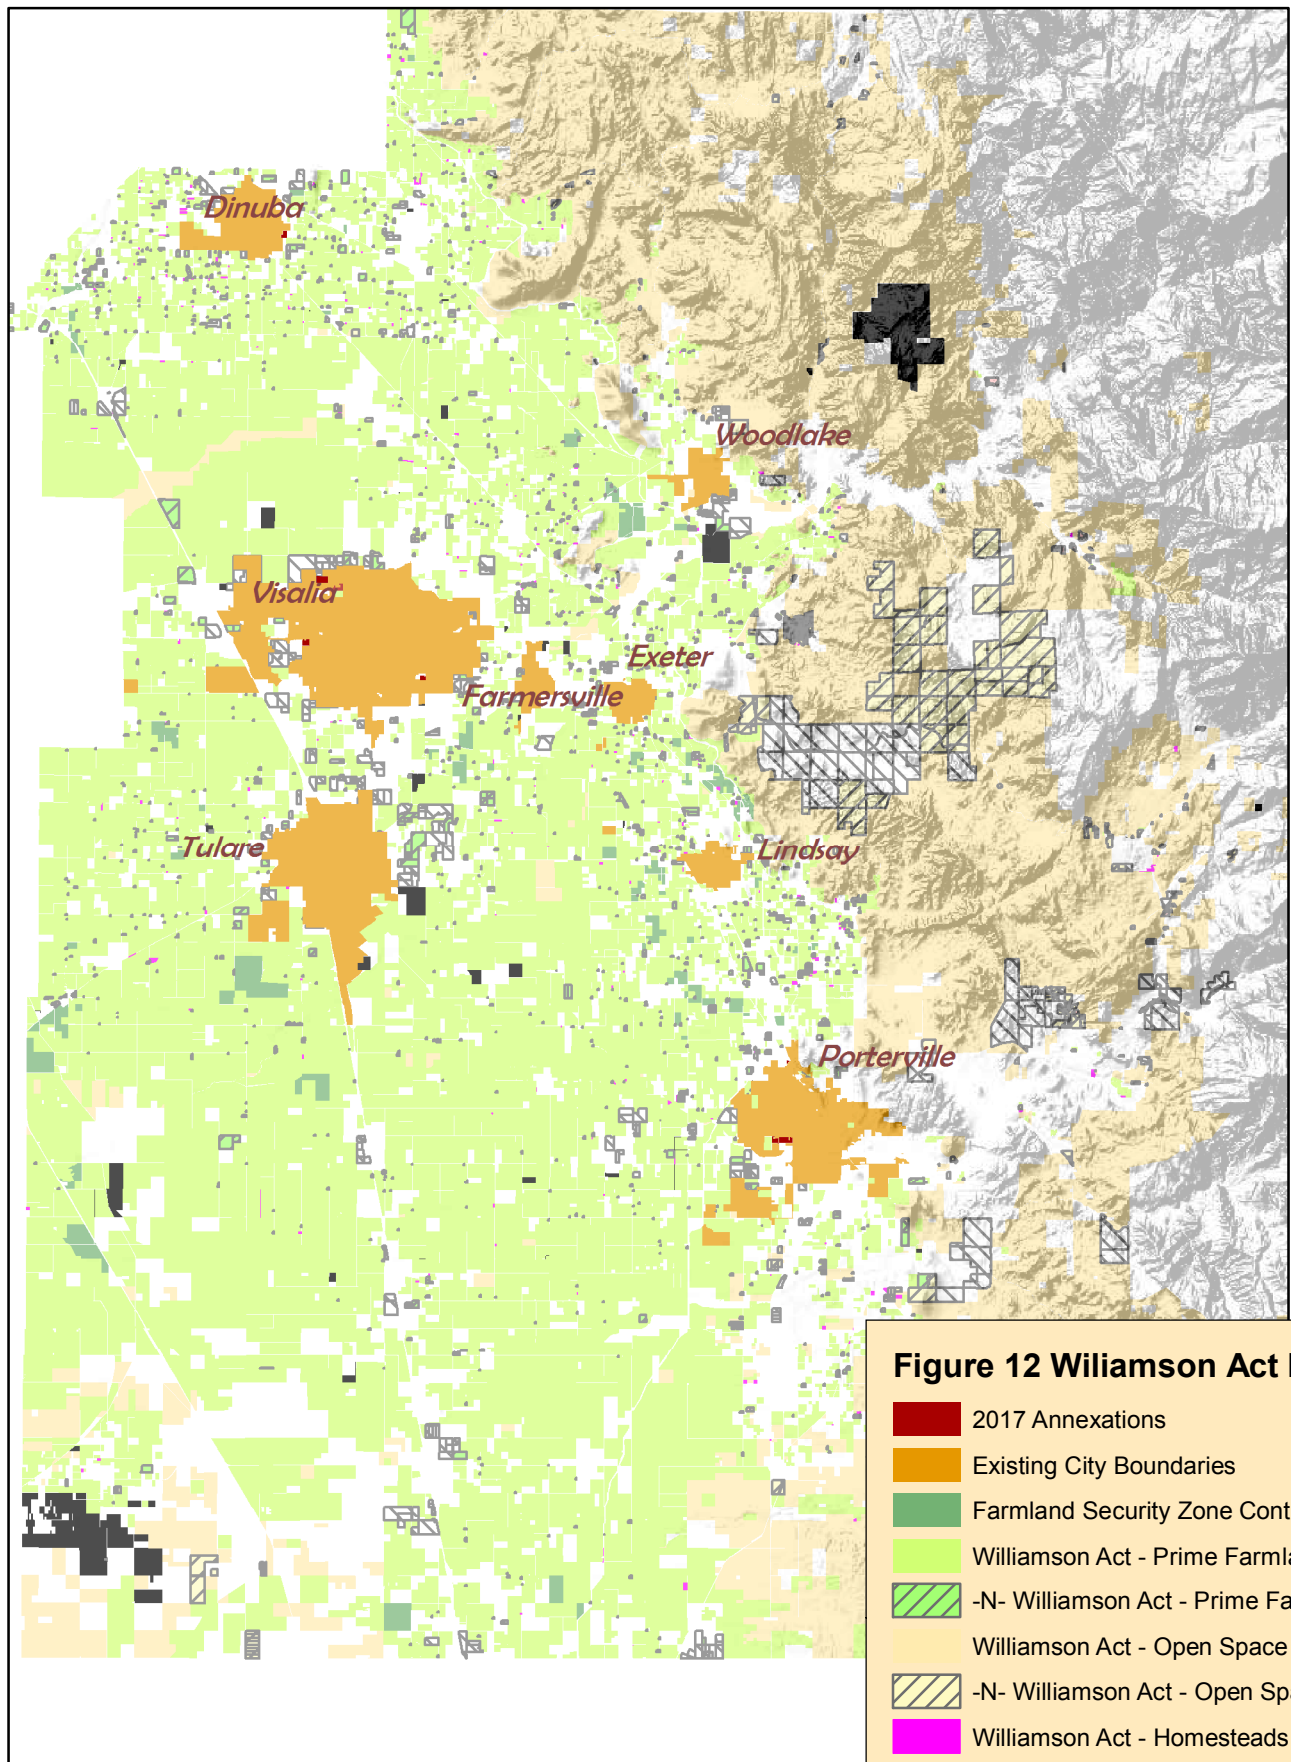 Dinuba
Woodlake
Visalia
Exeter
Farmersville
Tulare
Lindsay
Porterville
Figure 12 Wiliamson Act
2017 Annexations
Existing City Boundaries
Farmland Security Zone Cont
Williamson Act - Prime Farmla
-N- Williamson Act - Prime Fa
Williamson Act - Open Space
-N- Williamson Act - Open Spa
Williamson Act - Homesteads